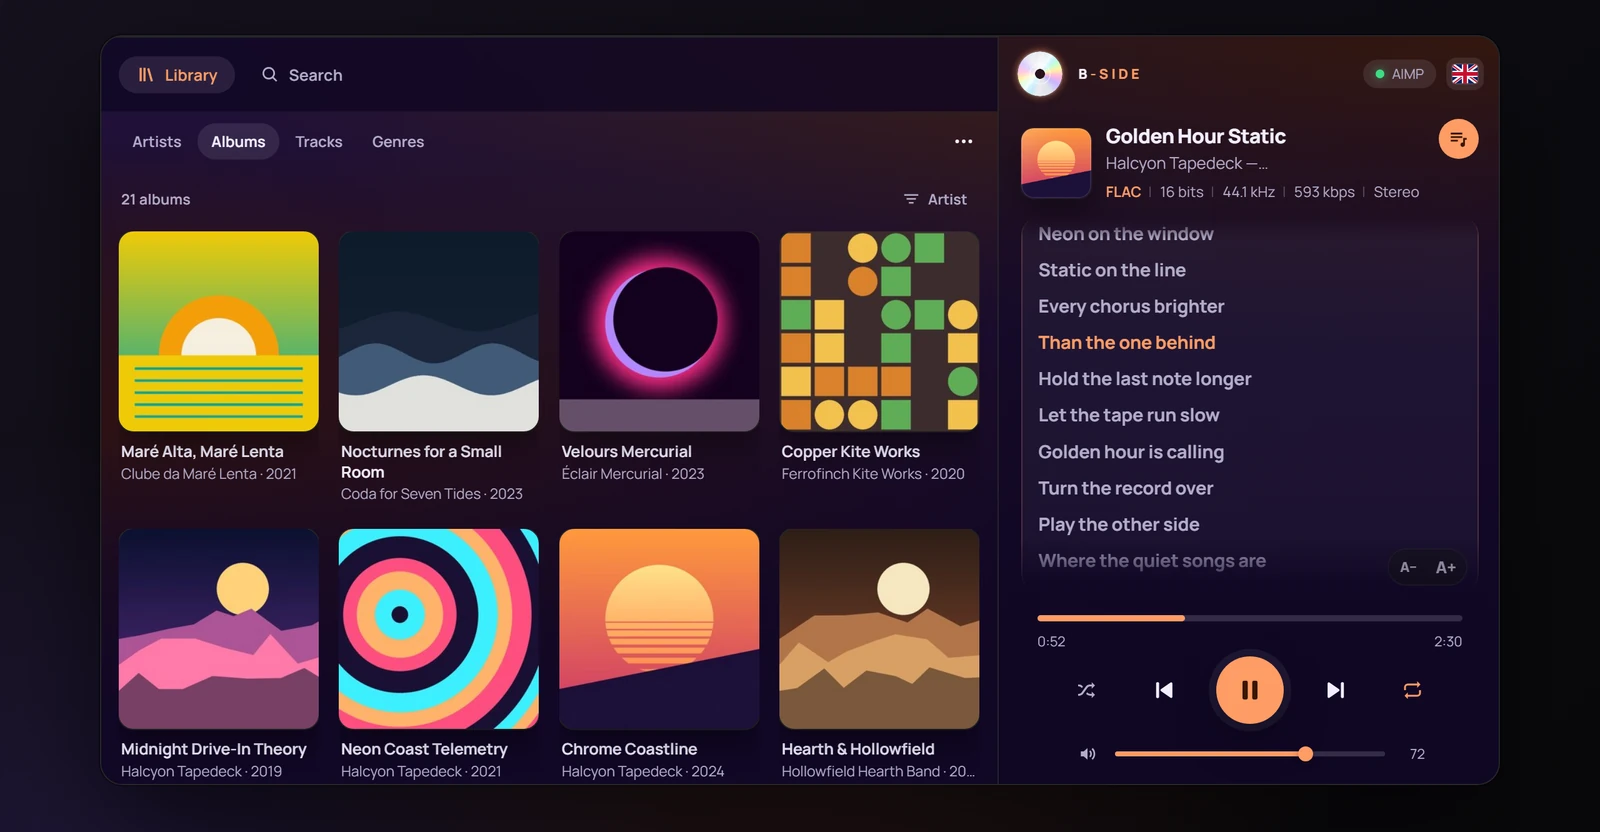 Library
Search
B-SIDE
AIMP
Artists
Albums
Tracks
Genres
21 albums
Artist
Maré Alta, Maré Lenta
Clube da Maré Lenta · 2021
Nocturnes for a Small
Room
Coda for Seven Tides · 2023
Velours Mercurial
Éclair Mercurial · 2023
Copper Kite Works
Ferrofinch Kite Works · 2020
Midnight Drive-In Theory
Halcyon Tapedeck · 2019
Neon Coast Telemetry
Halcyon Tapedeck · 2021
Chrome Coastline
Halcyon Tapedeck · 2024
Hearth & Hollowfield
Hollowfield Hearth Band · 20...
Golden Hour Static
Halcyon Tapedeck —...
FLAC | 16 bits | 44.1 kHz | 593 kbps | Stereo
Neon on the window
Static on the line
Every chorus brighter
Than the one behind
Hold the last note longer
Let the tape run slow
Golden hour is calling
Turn the record over
Play the other side
Where the quiet songs are
A− A+
0:52
2:30
72